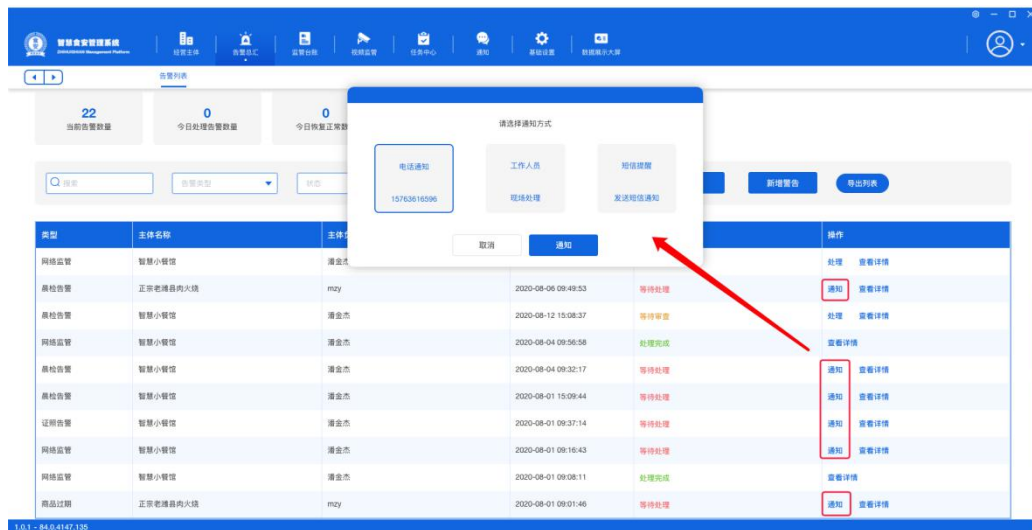 智慧食安管理系统
经营主体
告警总汇
监管台账
视频监管
任务中心
通知
基础设置
数据展示大屏
告警列表
22
当前告警数量
0
今日处理告警数量
0
今日恢复正常数
请选择通知方式
电话通知
15763616596
工作人员
现场处理
短信提醒
发送短信通知
取消
通知
搜索
告警类型
状态
新增警告
导出列表
类型 主体名称 主体负 操作
网络监管 智慧小餐馆 潘金杰 处理 查看详情
晨检告警 正宗老潍县肉火烧 mzy 2020-08-06 09:49:53 等待处理 通知 查看详情
晨检告警 智慧小餐馆 潘金杰 2020-08-12 15:08:37 等待审查 处理 查看详情
网络监管 智慧小餐馆 潘金杰 2020-08-04 09:56:58 处理完成 查看详情
晨检告警 智慧小餐馆 潘金杰 2020-08-04 09:32:17 等待处理 通知 查看详情
晨检告警 智慧小餐馆 潘金杰 2020-08-01 15:09:44 等待处理 通知 查看详情
证照告警 智慧小餐馆 潘金杰 2020-08-01 09:37:14 等待处理 通知 查看详情
网络监管 智慧小餐馆 潘金杰 2020-08-01 09:16:43 等待处理 通知 查看详情
网络监管 智慧小餐馆 潘金杰 2020-08-01 09:08:11 处理完成 查看详情
商品过期 正宗老潍县肉火烧 mzy 2020-08-01 09:01:46 等待处理 通知 查看详情
1.0.1 - 84.0.4147.135